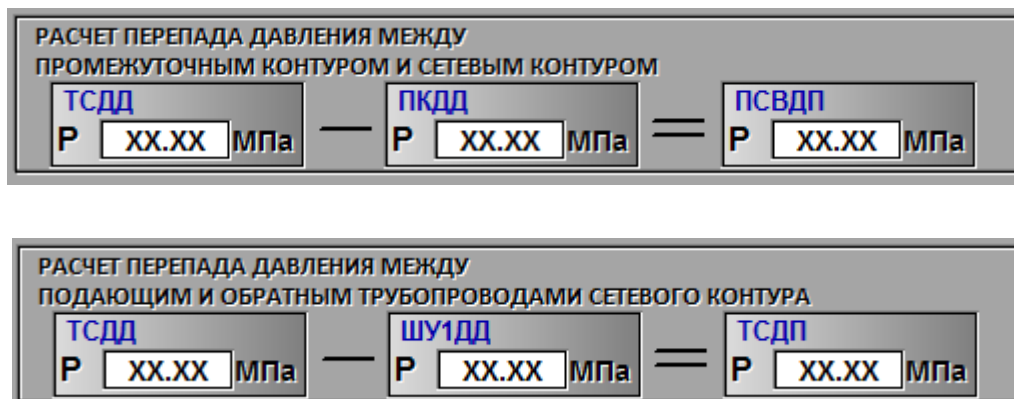 РАСЧЕТ ПЕРЕПАДА ДАВЛЕНИЯ МЕЖДУ
ПРОМЕЖУТОЧНЫМ КОНТУРОМ И СЕТЕВЫМ КОНТУРОМ
ТСДД ПКДД ПСВДП
P XX.XX МПа — P XX.XX МПа = P XX.XX МПа
РАСЧЕТ ПЕРЕПАДА ДАВЛЕНИЯ МЕЖДУ
ПОДАЮЩИМ И ОБРАТНЫМ ТРУБОПРОВОДАМИ СЕТЕВОГО КОНТУРА
ТСДД ШУ1ДД ТСДП
P XX.XX МПа — P XX.XX МПа = P XX.XX МПа